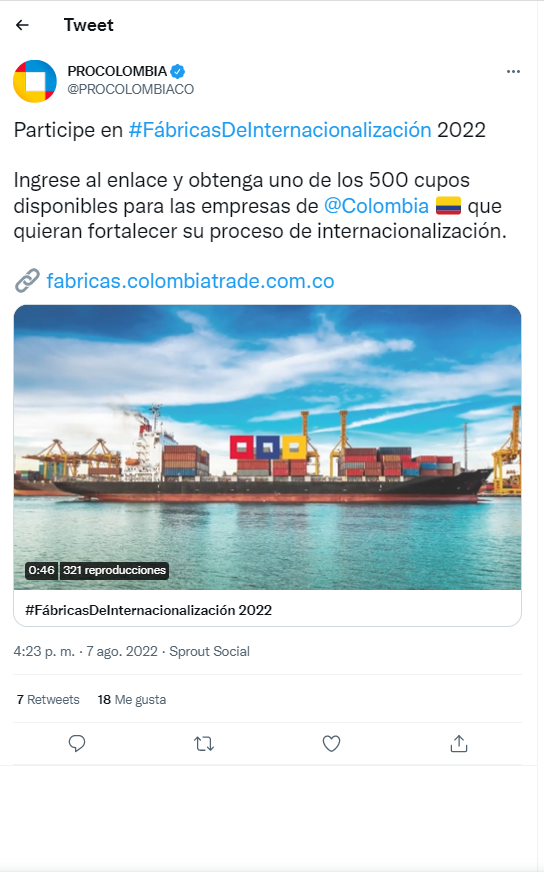 Tweet
PROCOLOMBIA
@PROCOLOMBIACO
Participe en #FábricasDeInternacionalización 2022
Ingrese al enlace y obtenga uno de los 500 cupos
disponibles para las empresas de @Colombia 🇨🇴 que
quieran fortalecer su proceso de internacionalización.
🔗 fabricas.colombiatrade.com.co
0:46 321 reproducciones
#FábricasDeInternacionalización 2022
4:23 p. m. · 7 ago. 2022 · Sprout Social
7 Retweets 18 Me gusta